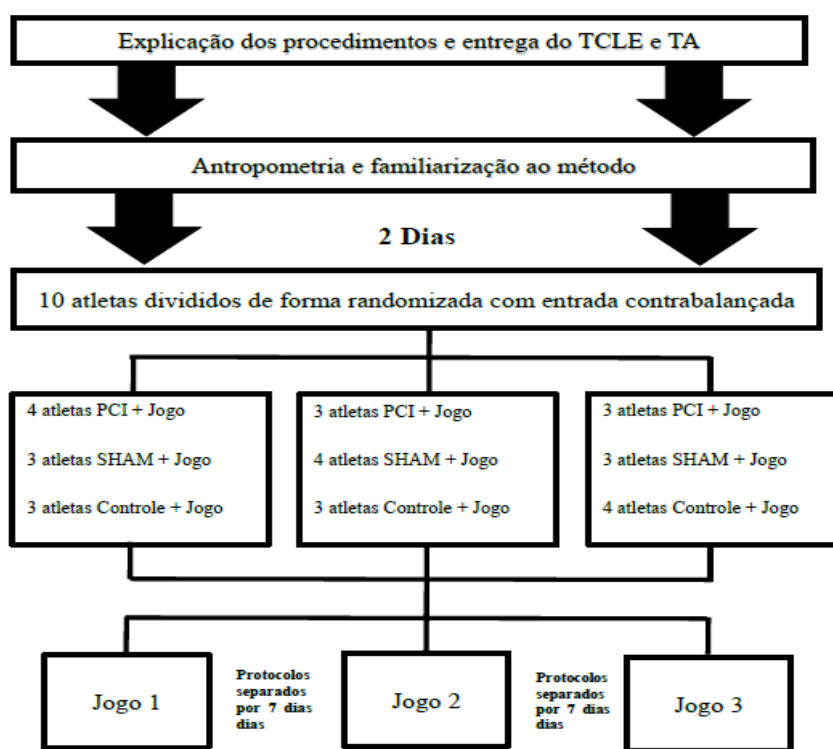 Explicação dos procedimentos e entrega do TCLE e TA
Antropometria e familiarização ao método
2 Dias
10 atletas divididos de forma randomizada com entrada contrabalançada
4 atletas PCI + Jogo
3 atletas SHAM + Jogo
3 atletas Controle + Jogo
3 atletas PCI + Jogo
4 atletas SHAM + Jogo
3 atletas Controle + Jogo
3 atletas PCI + Jogo
3 atletas SHAM + Jogo
4 atletas Controle + Jogo
Jogo 1
Protocolos
separados
por 7 dias
dias
Jogo 2
Protocolos
separados
por 7 dias
dias
Jogo 3